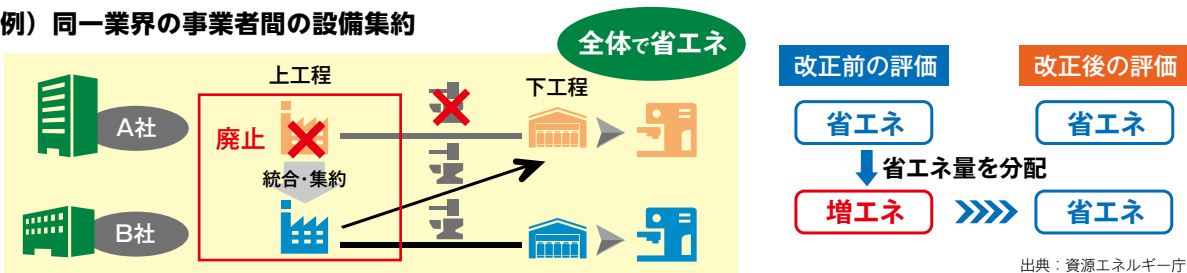 例）同一業界の事業者間の設備集約
全体で省エネ
上工程
下工程
A社
廃止
統合・集約
B社
改正前の評価
改正後の評価
省エネ
省エネ
省エネ量を分配
増エネ
省エネ
出典：資源エネルギー庁